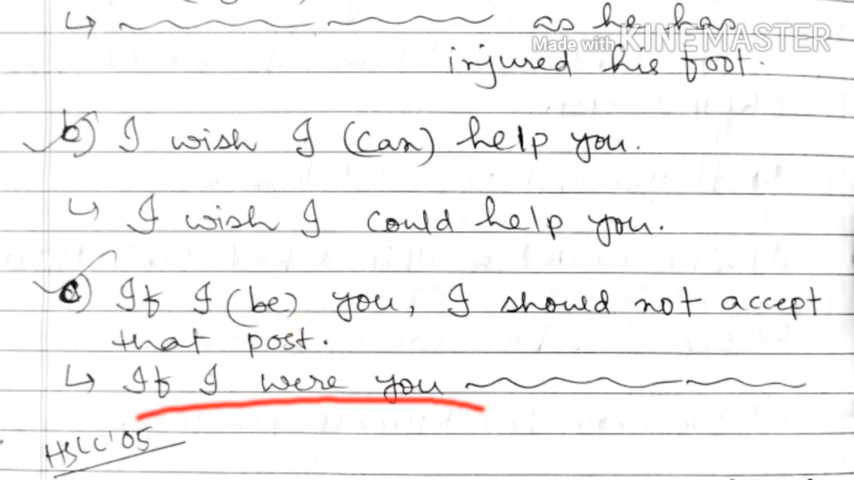 ↳ as he has
Made with KINEMASTER
injured his foot.
b) I wish I (can) help you.
↳ I wish I could help you.
c) If I (be) you, I should not accept
that post.
↳ If I were you
HSLC'05